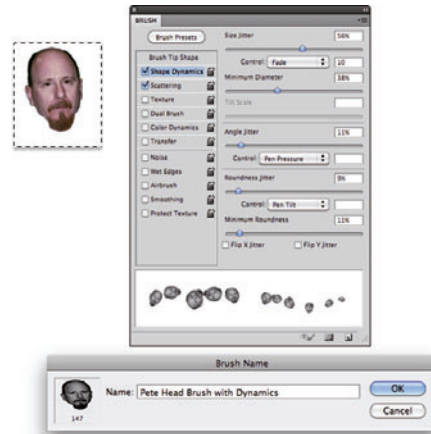 BRUSH
Brush Presets
Brush Tip Shape
Shape Dynamics
Scattering
Texture
Dual Brush
Color Dynamics
Transfer
Noise
Wet Edges
Airbrush
Smoothing
Protect Texture
Size Jitter 56%
Control: Fade 10
Minimum Diameter 38%
Tilt Scale
Angle Jitter 11%
Control: Pen Pressure
Roundness Jitter 9%
Control: Pen Tilt
Minimum Roundness 11%
Flip X Jitter Flip Y Jitter
Brush Name
Name: Pete Head Brush with Dynamics
OK
Cancel
147